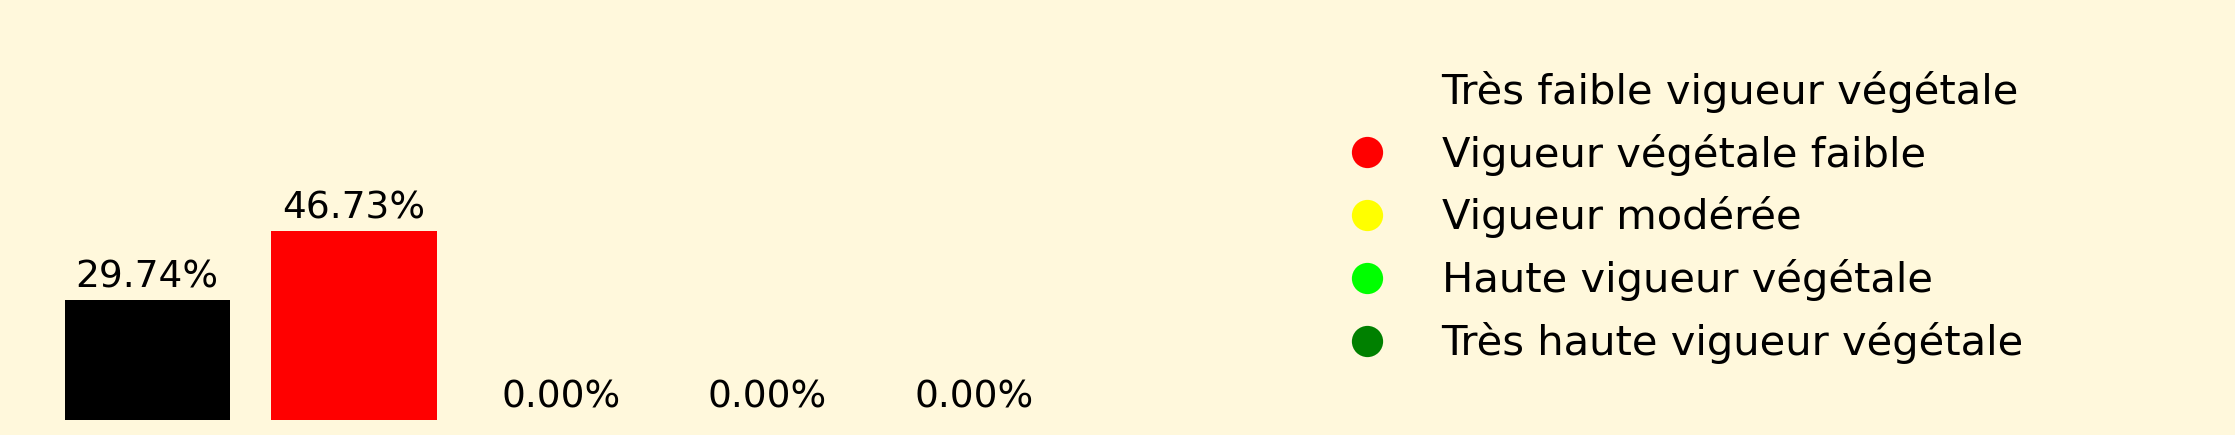 29.74%
46.73%
0.00%
0.00%
0.00%
Très faible vigueur végétale
Vigueur végétale faible
Vigueur modérée
Haute vigueur végétale
Très haute vigueur végétale